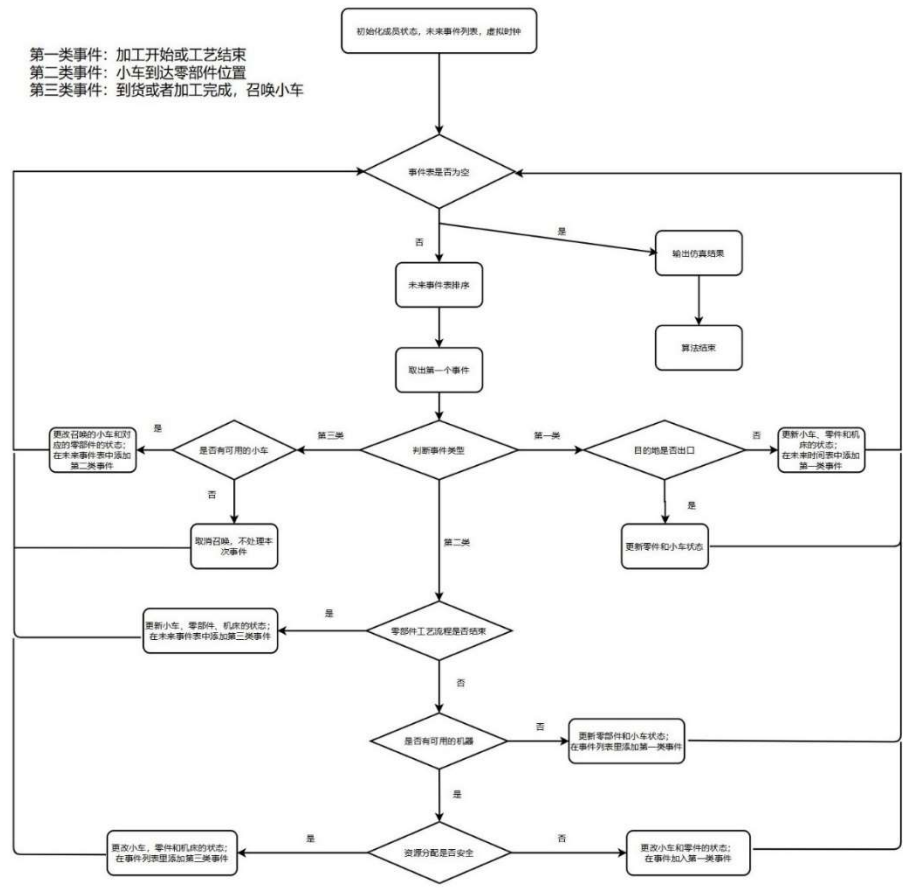 初始化成员状态，未来事件列表，虚拟时钟
第一类事件：加工开始或工艺结束
第二类事件：小车到达零部件位置
第三类事件：到货或者加工完成，召唤小车
事件表是否为空
是
否
输出仿真结果
未来事件表排序
算法结束
取出第一个事件
更改召唤的小车和对
应的零部件的状态；
在未来事件表中添加
第二类事件
是
是否有可用的小车
第三类
判断事件类型
第一类
目的地是否出口
否
更新小车、零件和机
床的状态；
在未来时间表中添加
第一类事件
否
是
取消召唤，不处理本
次事件
第二类
更新零件和小车状态
更新小车、零部件、机床的状态；
在未来事件表中添加第三类事件
是
零部件工艺流程是否结束
否
是否有可用的机器
否
更新零部件和小车状态；
在事件列表里添加第一类事件
是
更改小车，零件和机床的状态；
在事件列表里添加第三类事件
是
资源分配是否安全
否
更改小车和零件的状态；
在事件加入第一类事件